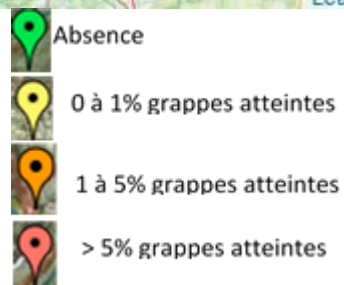 Absence
0 à 1% grappes atteintes
1 à 5% grappes atteintes
> 5% grappes atteintes